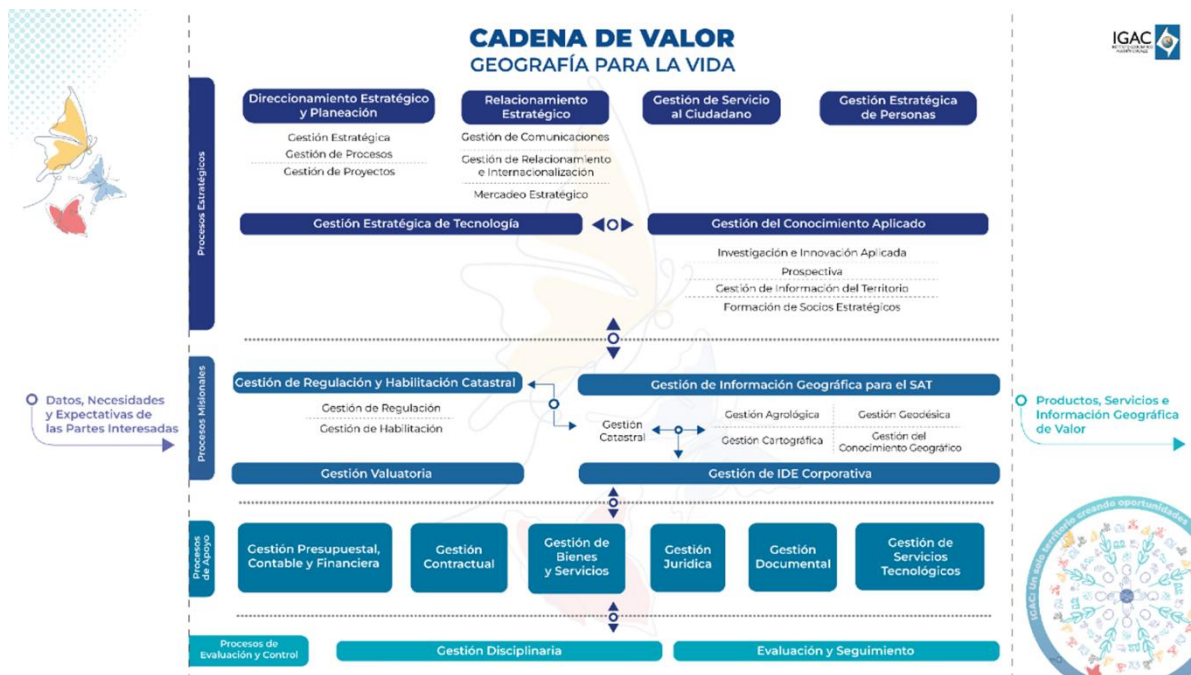 CADENA DE VALOR
GEOGRAFÍA PARA LA VIDA
IGAC
Procesos Estratégicos
Direccionamiento Estratégico
y Planeación
Gestión Estratégica
Gestión de Procesos
Gestión de Proyectos
Relacionamiento
Estratégico
Gestión de Comunicaciones
Gestión de Relacionamiento
e Internacionalización
Mercadeo Estratégico
Gestión de Servicio
al Ciudadano
Gestión Estratégica
de Personas
Gestión Estratégica de Tecnología
Gestión del Conocimiento Aplicado
Investigación e Innovación Aplicada
Prospectiva
Gestión de Información del Territorio
Formación de Socios Estratégicos
Datos, Necesidades
y Expectativas de
las Partes Interesadas
Procesos Misionales
Gestión de Regulación y Habilitación Catastral
Gestión de Regulación
Gestión de Habilitación
Gestión Valuatoria
Gestión de Información Geográfica para el SAT
Gestión
Catastral
Gestión Agrológica
Gestión Geodésica
Gestión Cartográfica
Gestión del
Conocimiento Geográfico
Gestión de IDE Corporativa
Productos, Servicios e
Información Geográfica
de Valor
Procesos
de Apoyo
Gestión Presupuestal,
Contable y Financiera
Gestión
Contractual
Gestión de
Bienes
y Servicios
Gestión
Juridica
Gestión
Documental
Gestión de
Servicios
Tecnológicos
Procesos de
Evaluación y Control
Gestión Disciplinaria
Evaluación y Seguimiento
IGAC: Un solo territorio creando oportunidades